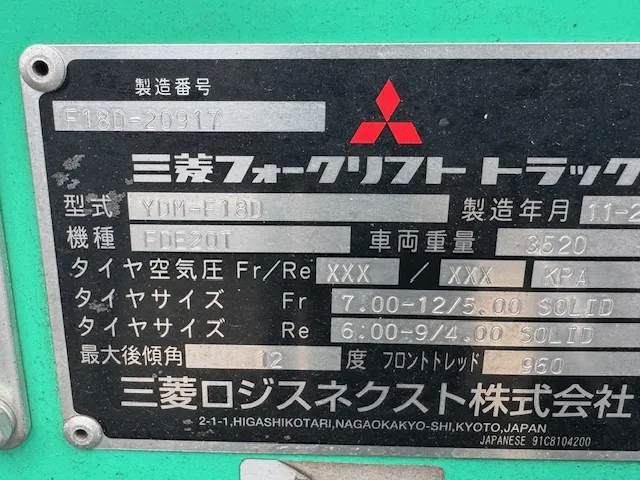 製造番号
F18D-20917
三菱フォークリフト トラック
型式 YDM-F18D 製造年月 11-2
機種 FDE20T 車両重量 3520
タイヤ空気圧 Fr/Re XXX / XXX KPA
タイヤサイズ Fr 7:00-12/5.00 SOLID
タイヤサイズ Re 6:00-9/4.00 SOLID
最大後傾角 12 度 フロントトレッド 960
三菱ロジスネクスト株式会社
2-1-1,HIGASHIKOTARI,NAGAOKAKYO-SHI,KYOTO,JAPAN
JAPANESE 91C8104200